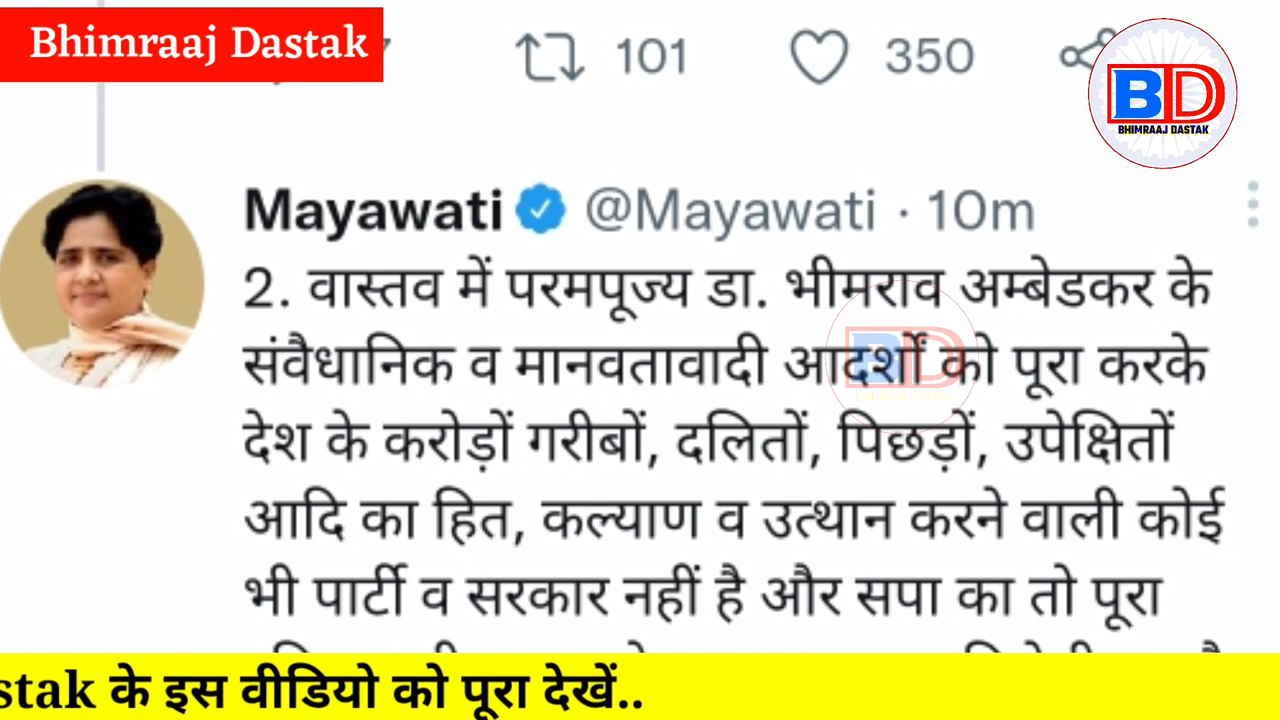 Bhimraaj Dastak
101 350
BD
BHIMRAAJ DASTAK
Mayawati @Mayawati · 10m
2. वास्तव में परमपूज्य डा. भीमराव अम्बेडकर के
संवैधानिक व मानवतावादी आदर्शों को पूरा करके
देश के करोड़ों गरीबों, दलितों, पिछड़ों, उपेक्षितों
आदि का हित, कल्याण व उत्थान करने वाली कोई
भी पार्टी व सरकार नहीं है और सपा का तो पूरा
stak के इस वीडियो को पूरा देखें..